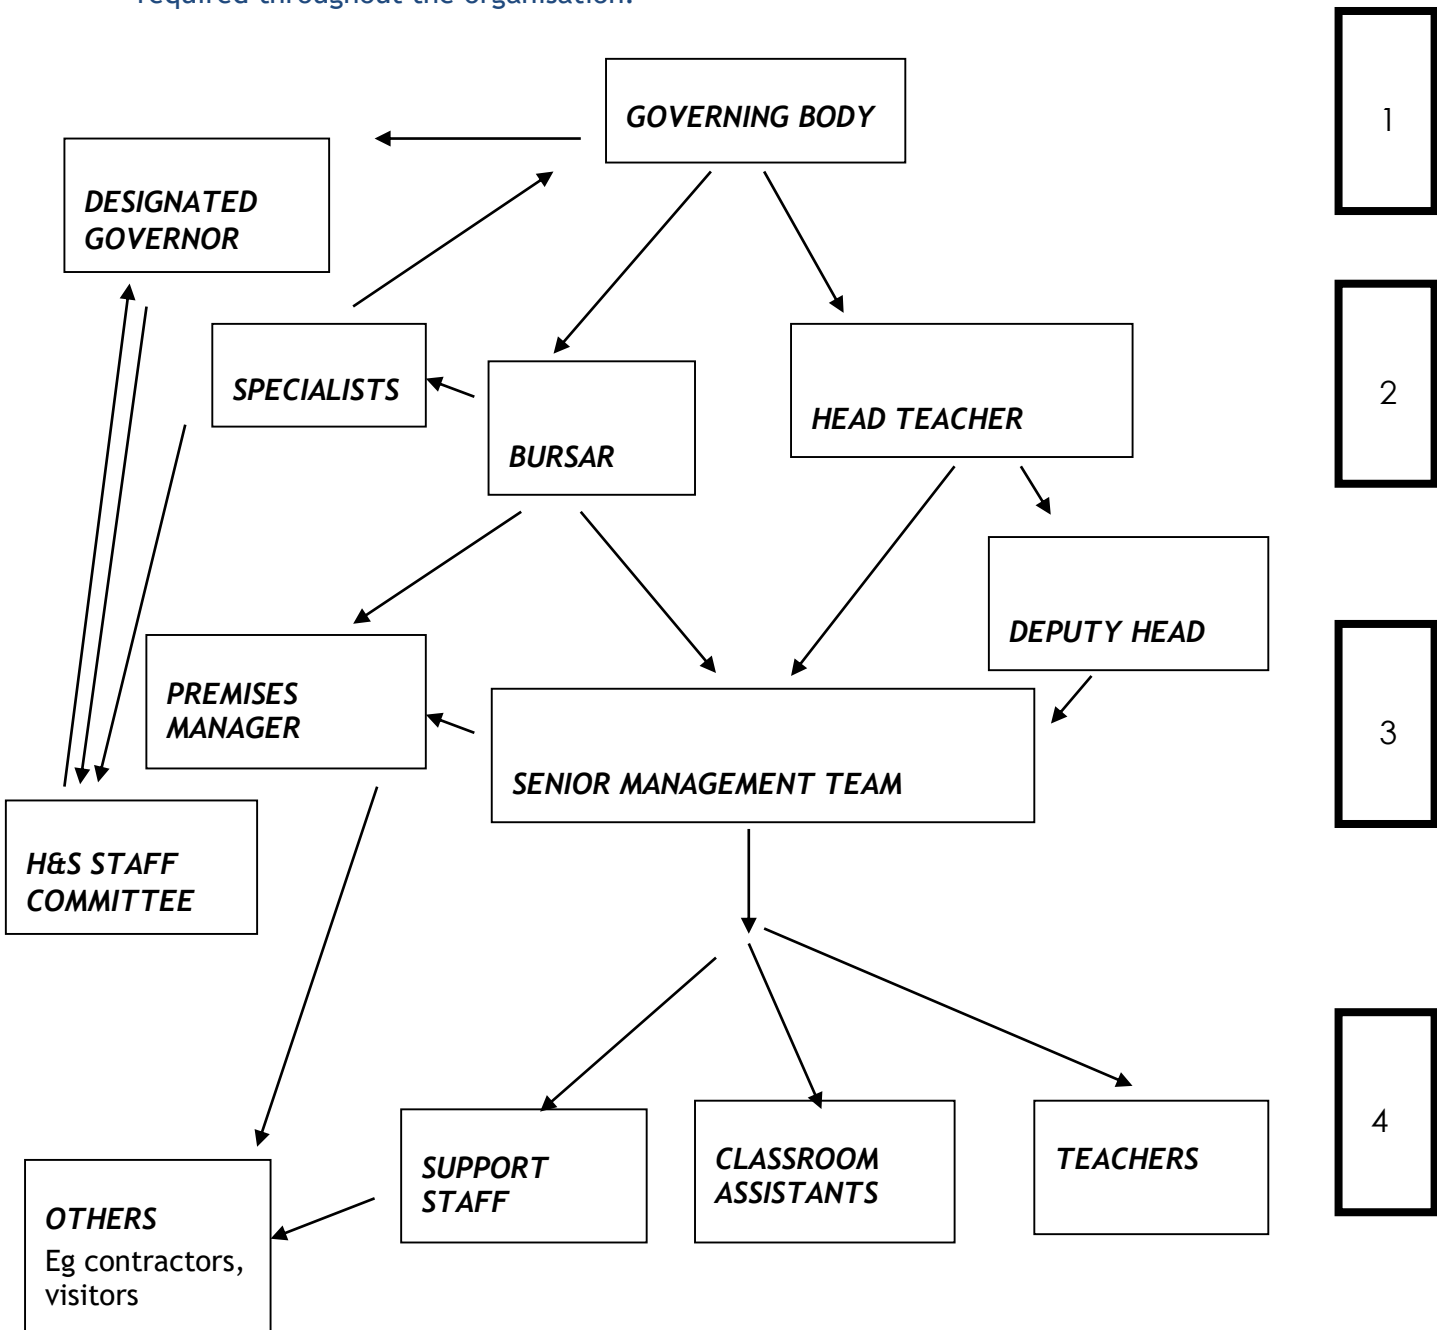 required throughout the organisation.
GOVERNING BODY
1
DESIGNATED
GOVERNOR
SPECIALISTS
BURSAR
HEAD TEACHER
2
DEPUTY HEAD
PREMISES
MANAGER
SENIOR MANAGEMENT TEAM
3
H&S STAFF
COMMITTEE
SUPPORT
STAFF
CLASSROOM
ASSISTANTS
TEACHERS
4
OTHERS
Eg contractors,
visitors